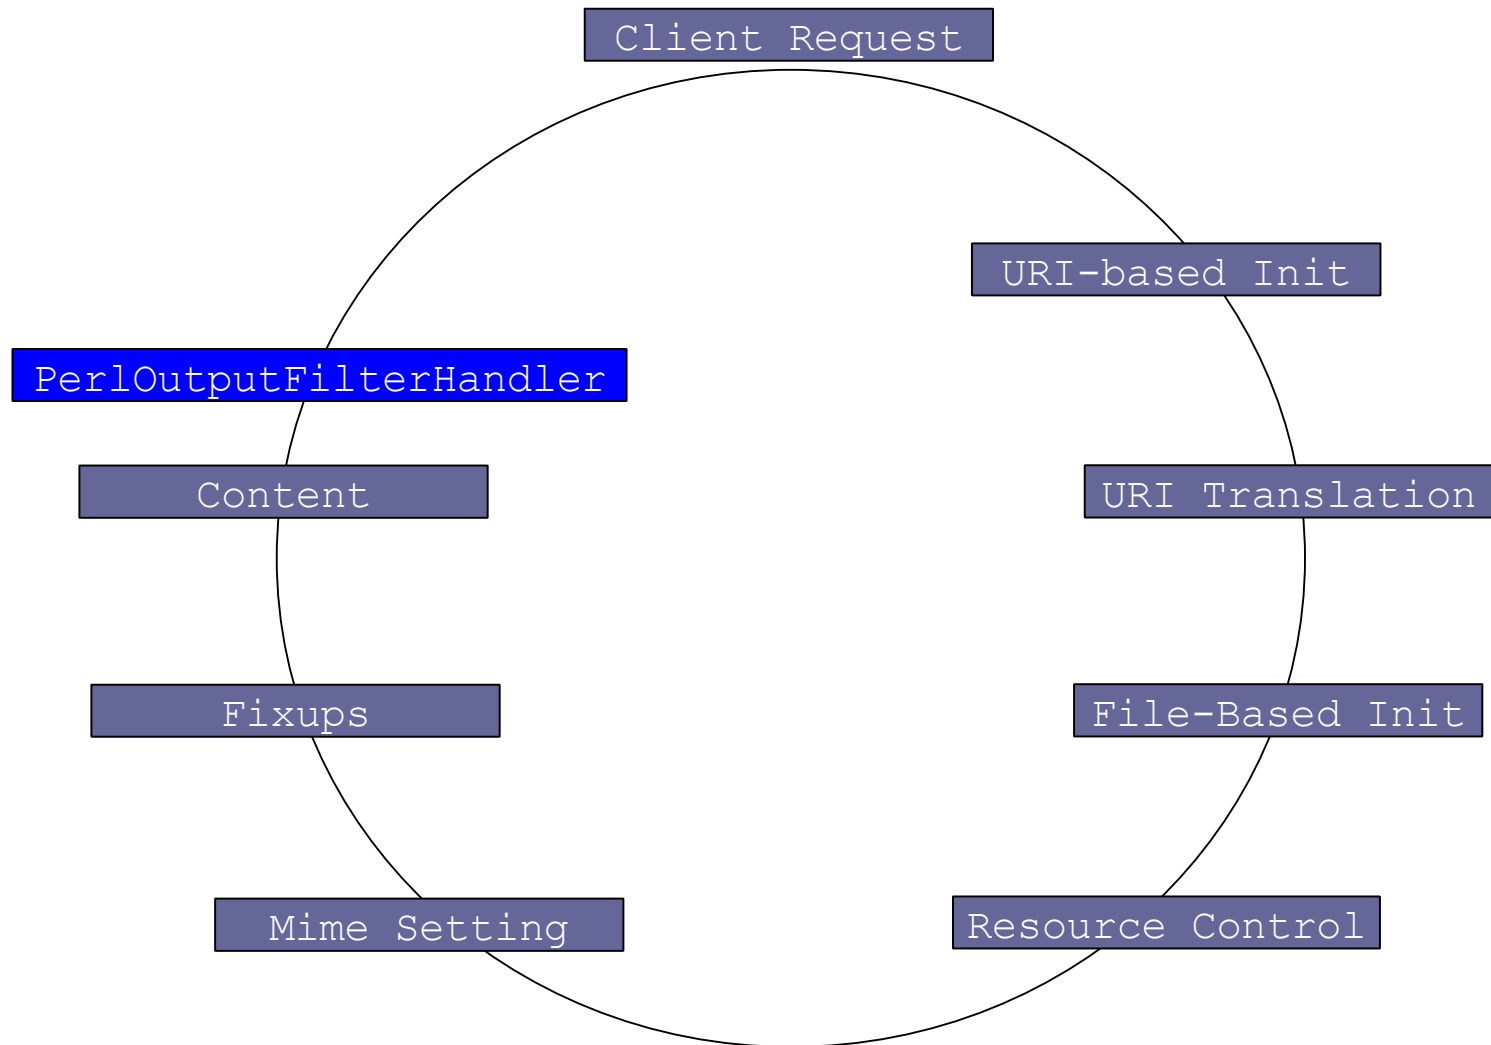 Client Request
URI-based Init
PerlOutputFilterHandler
Content
URI Translation
Fixups
File-Based Init
Mime Setting
Resource Control